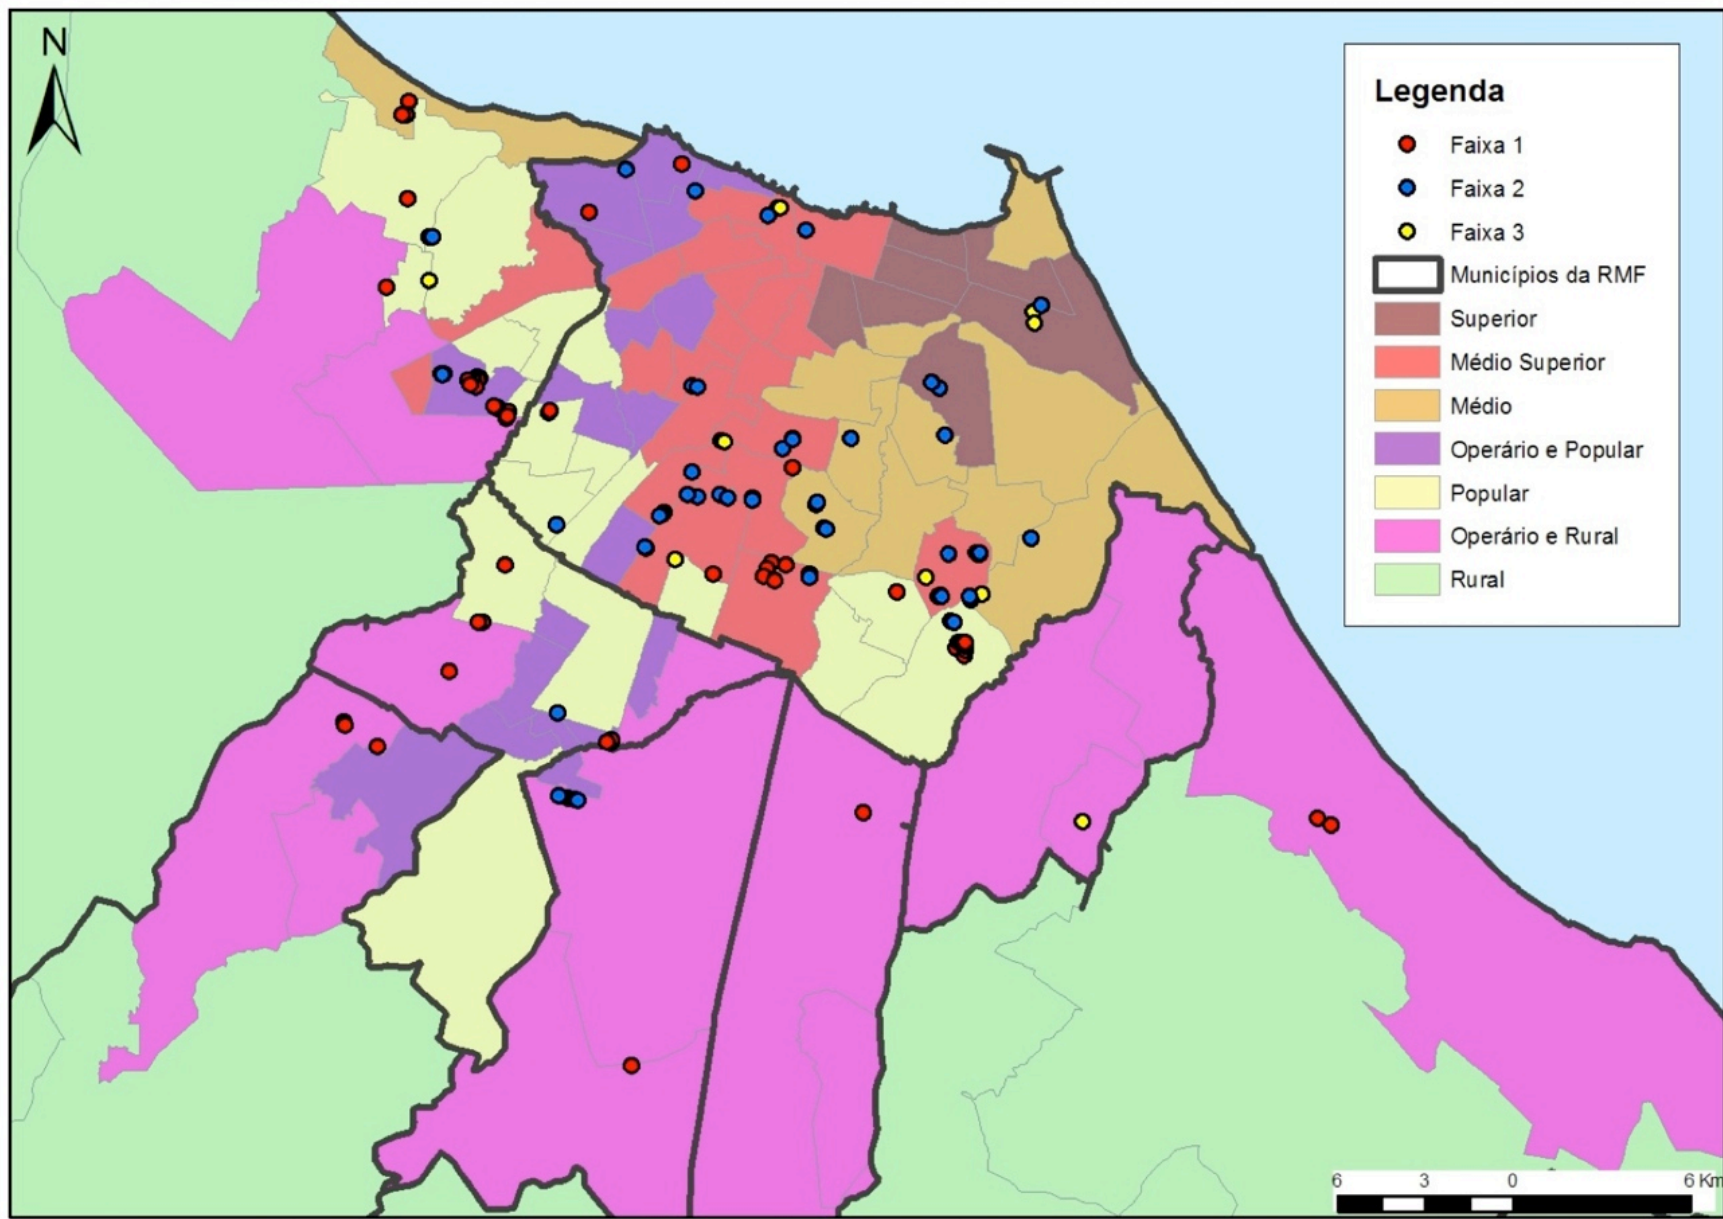 N
Legenda
Faixa 1
Faixa 2
Faixa 3
Municípios da RMF
Superior
Médio Superior
Médio
Operário e Popular
Popular
Operário e Rural
Rural
6 3 0 6 Km